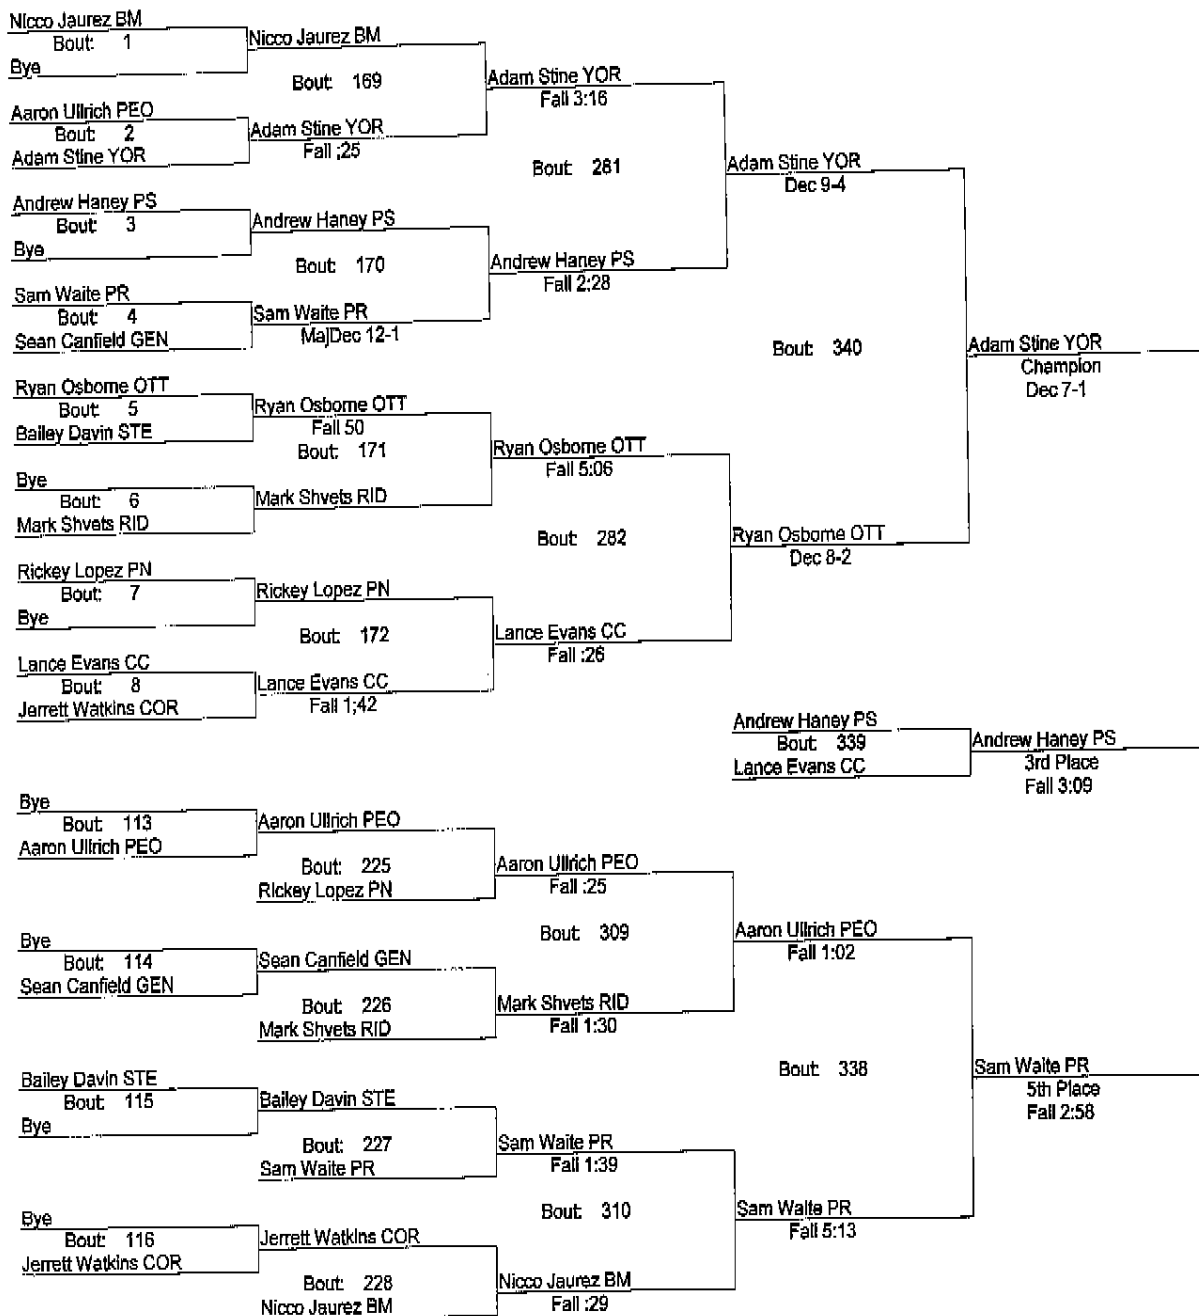 Nicco Jaurez BM
Bout: 1
Bye
Nicco Jaurez BM
Bout: 169
Aaron Ullrich PEO
Bout: 2
Adam Stine YOR
Adam Stine YOR
Fall ;25
Adam Stine YOR
Fall 3:16
Bout: 281
Andrew Haney PS
Bout: 3
Bye
Andrew Haney PS
Bout: 170
Sam Waite PR
Bout: 4
Sean Canfield GEN
Sam Waite PR
MajDec 12-1
Andrew Haney PS
Fall 2;28
Adam Stine YOR
Dec 9-4
Bout: 340
Ryan Osborne OTT
Bout: 5
Bailey Davin STE
Ryan Osborne OTT
Fall 50
Bout: 171
Bye
Bout: 6
Mark Shvets RID
Mark Shvets RID
Ryan Osborne OTT
Fall 5:06
Bout: 282
Rickey Lopez PN
Bout: 7
Bye
Rickey Lopez PN
Bout: 172
Lance Evans CC
Bout: 8
Jerrett Watkins COR
Lance Evans CC
Fall 1;42
Lance Evans CC
Fall :26
Ryan Osborne OTT
Dec 8-2
Adam Stine YOR
Champion
Dec 7-1
Andrew Haney PS
Bout: 339
Lance Evans CC
Andrew Haney PS
3rd Place
Fall 3:09
Bye
Bout: 113
Aaron Ullrich PEO
Aaron Ullrich PEO
Bout: 225
Rickey Lopez PN
Aaron Ullrich PEO
Fall :25
Bout: 309
Bye
Bout: 114
Sean Canfield GEN
Sean Canfield GEN
Bout: 226
Mark Shvets RID
Mark Shvets RID
Fall 1:30
Aaron Ullrich PEO
Fall 1:02
Bout: 338
Bailey Davin STE
Bout: 115
Bye
Bailey Davin STE
Bout: 227
Sam Waite PR
Sam Waite PR
Fall 1:39
Bout: 310
Bye
Bout: 116
Jerrett Watkins COR
Jerrett Watkins COR
Bout: 228
Nicco Jaurez BM
Nicco Jaurez BM
Fall :29
Sam Waite PR
Fall 5:13
Sam Waite PR
5th Place
Fall 2:58